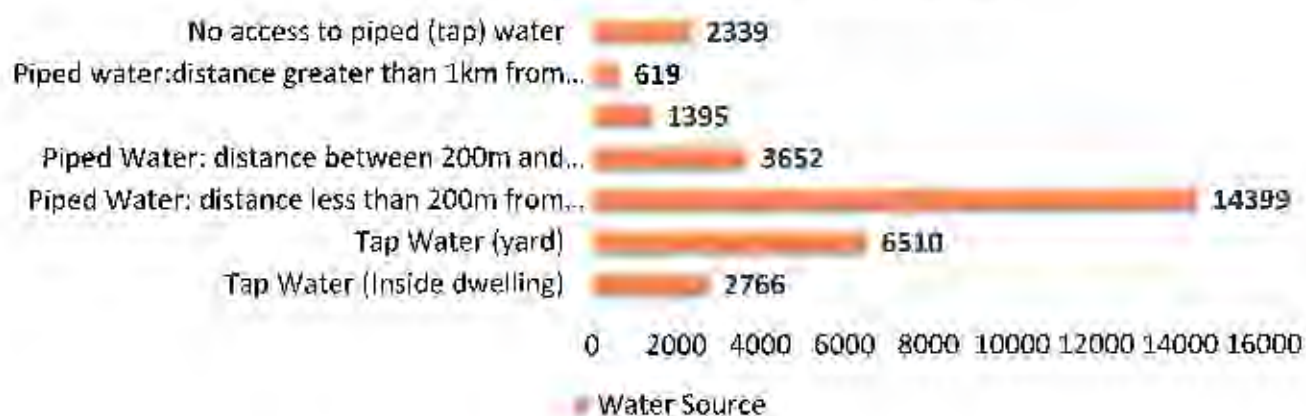 No access to piped (tap) water 2339
Piped water:distance greater than 1km from... 619
1395
Piped Water: distance between 200m and... 3652
Piped Water: distance less than 200m from... 14399
Tap Water (yard) 6510
Tap Water (Inside dwelling) 2766
0 2000 4000 6000 8000 10000 12000 14000 16000
Water Source